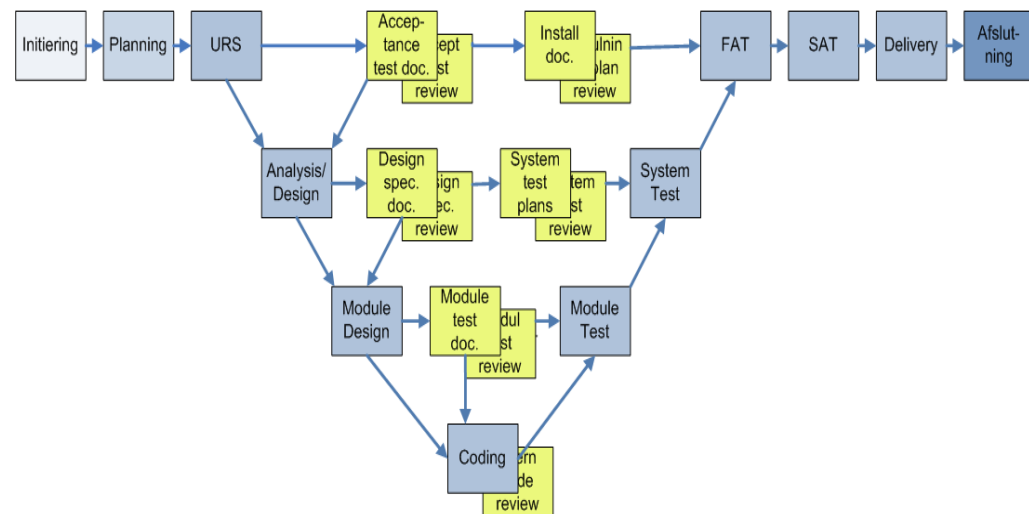 Initiering
Planning
URS
Accep-
tance
test doc.
review
Install
doc.
plan
review
FAT
SAT
Delivery
Afslut-
ning
Analysis/
Design
Design
spec.
doc.
review
System
test
plans
review
System
Test
Module
Design
Module
test
doc.
review
Module
Test
Coding
review